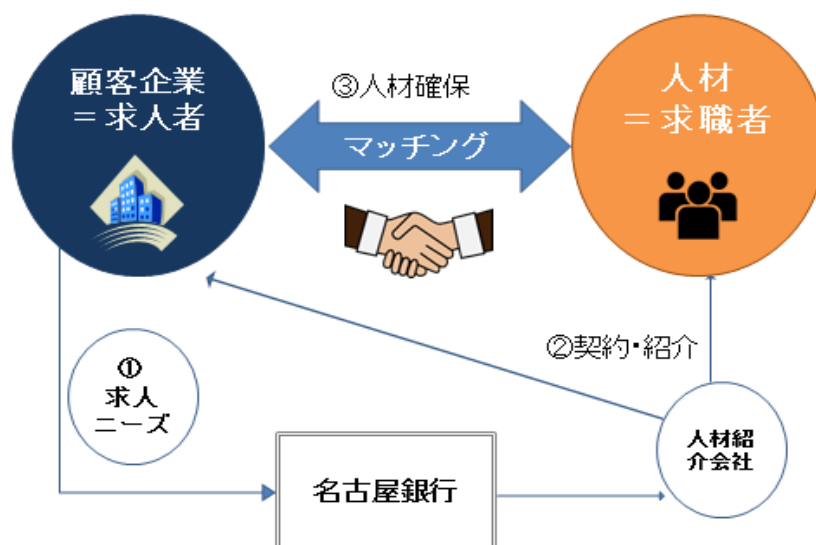 顧客企業
＝求人者
③人材確保
マッチング
人材
＝求職者
②契約・紹介
①
求人
ニーズ
人材紹
介会社
名古屋銀行